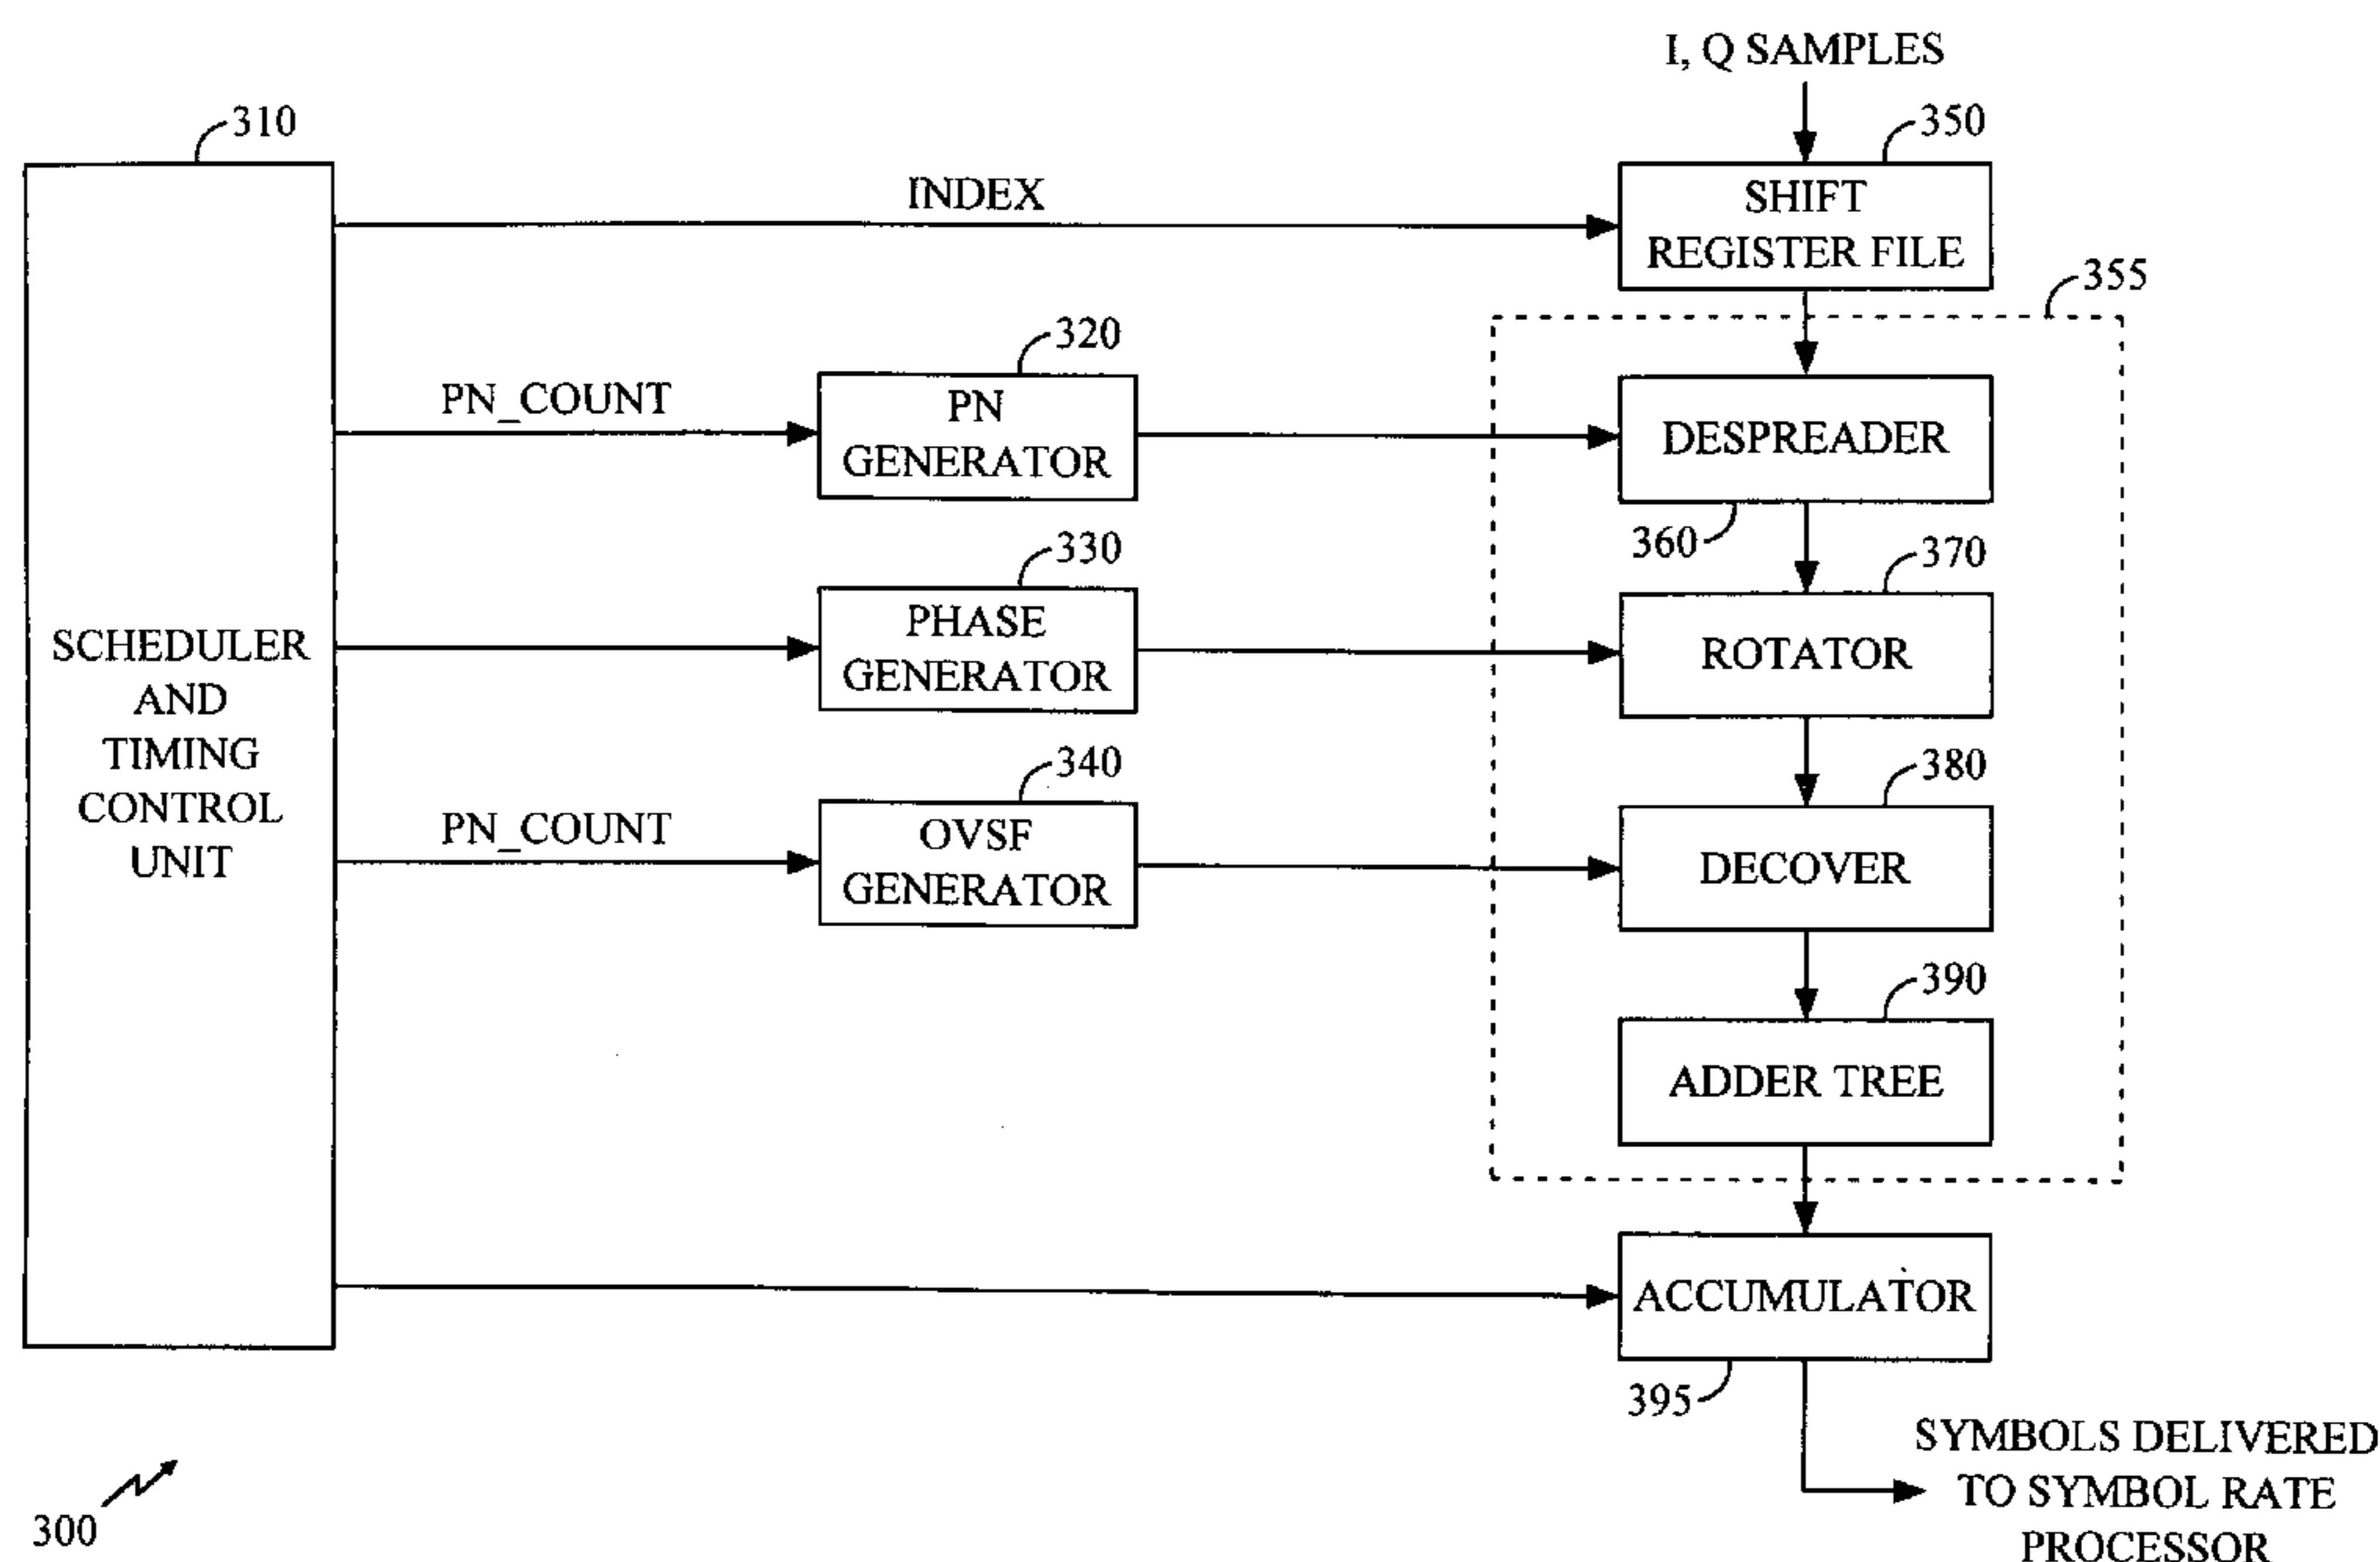 I, Q SAMPLES
310
350
INDEX
SHIFT
REGISTER FILE
355
320
PN_COUNT
PN
GENERATOR
DESPREADER
360
330
370
PHASE
GENERATOR
ROTATOR
SCHEDULER
AND
TIMING
CONTROL
UNIT
340
380
PN_COUNT
OVSF
GENERATOR
DECOVER
390
ADDER TREE
ACCUMULATOR
395
SYMBOLS DELIVERED
TO SYMBOL RATE
PROCESSOR
300